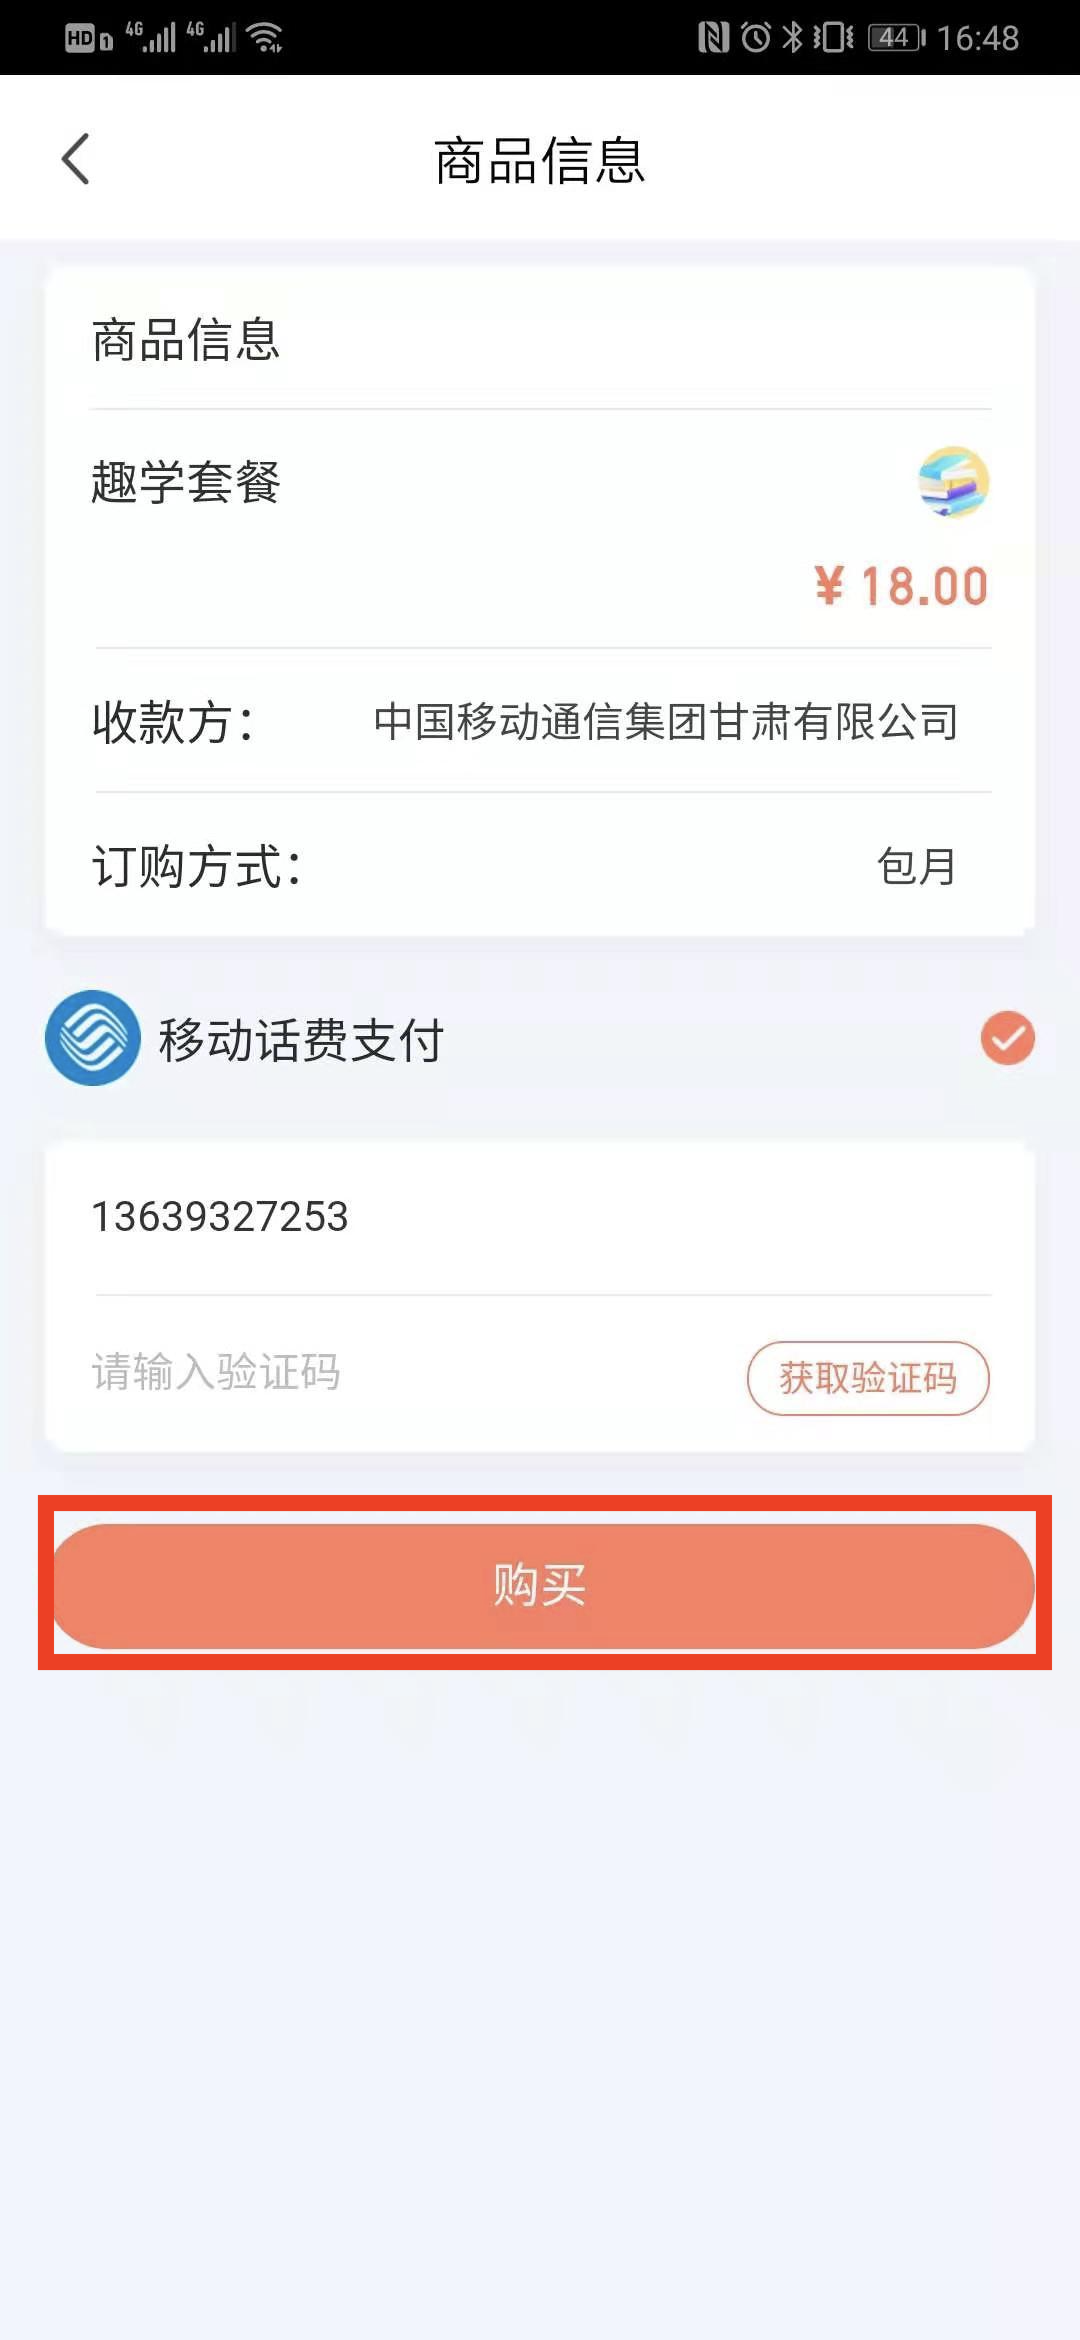 HD 1 4G 4G 44 16:48
商品信息
商品信息
趣学套餐
¥ 18.00
收款方： 中国移动通信集团甘肃有限公司
订购方式： 包月
移动话费支付
13639327253
请输入验证码 获取验证码
购买